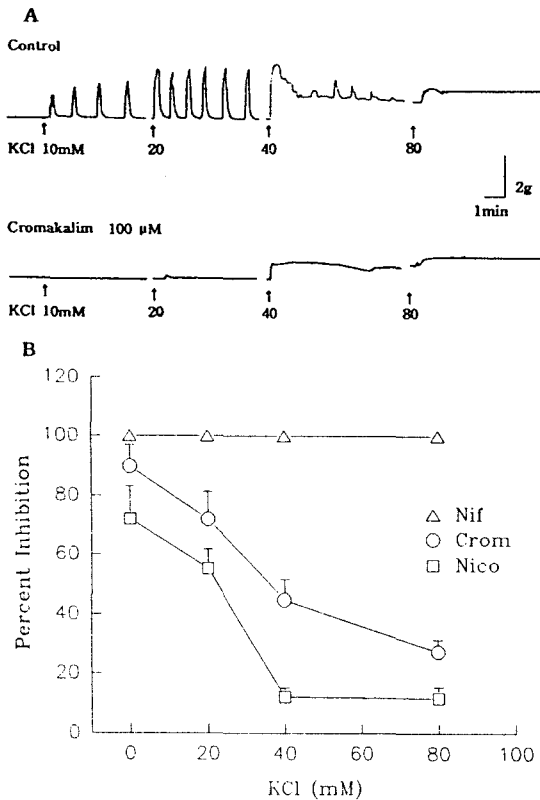 A
Control
KCl 10mM
20
40
80
2g
1min
Cromakalim 100 μM
KCl 10mM
20
40
80
B
120
100
80
60
40
20
0
Percent Inhibition
Nif
Crom
Nico
0
20
40
60
80
100
KCl (mM)